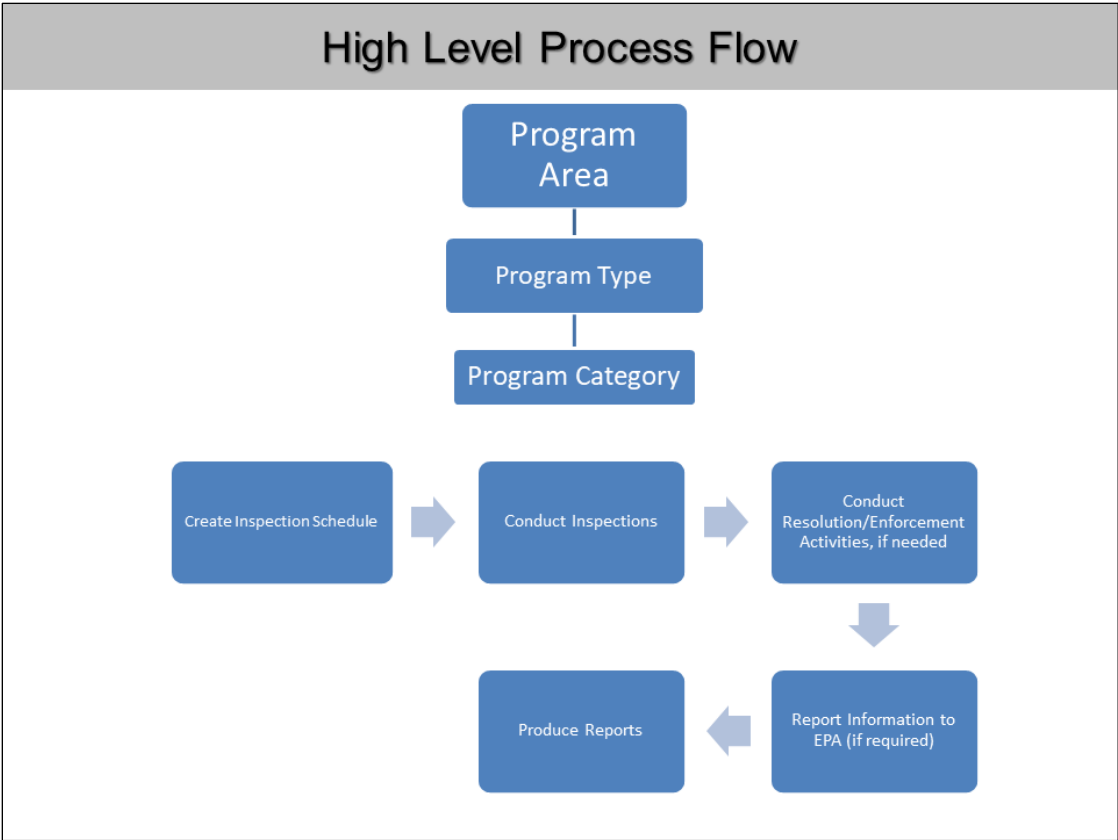 High Level Process Flow
Program
Area
Program Type
Program Category
Create Inspection Schedule
Conduct Inspections
Conduct
Resolution/Enforcement
Activities, if needed
Report Information to
EPA (if required)
Produce Reports